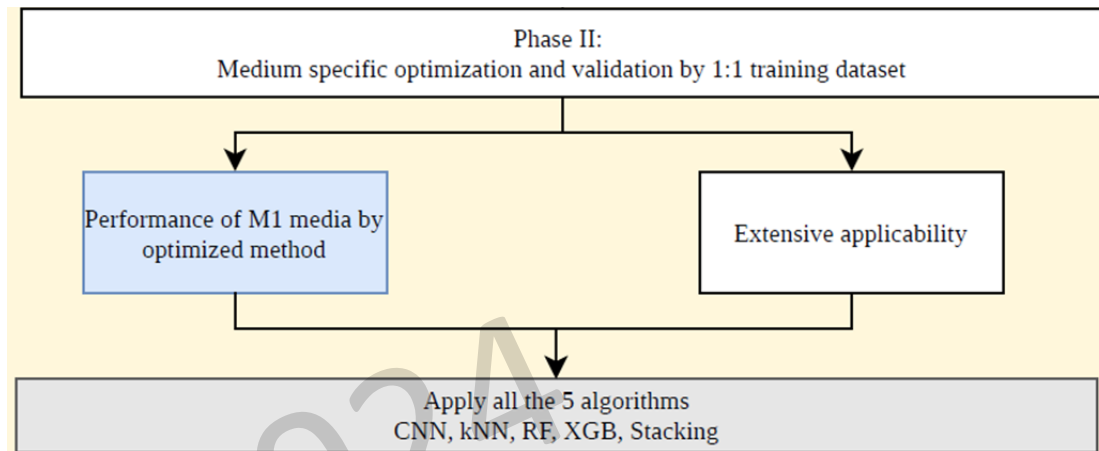 Phase II:
Medium specific optimization and validation by 1:1 training dataset
Performance of M1 media by
optimized method
Extensive applicability
Apply all the 5 algorithms
CNN, kNN, RF, XGB, Stacking
024